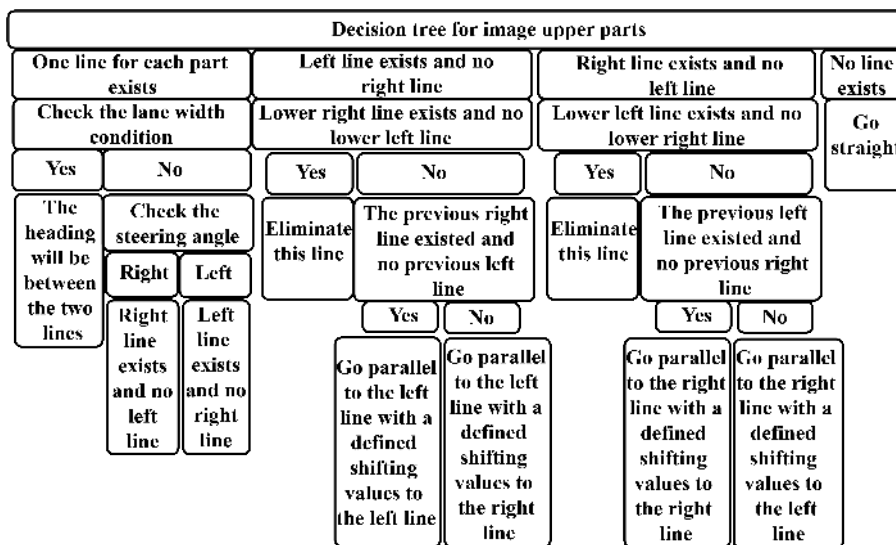 Decision tree for image upper parts
One line for each part
exists
Left line exists and no
right line
Right line exists and no
left line
No line
exists
Check the lane width
condition
Lower right line exists and no
lower left line
Lower left line exists and no
lower right line
Go
straight
Yes
No
Yes
No
Yes
No
The
heading
will be
between
the two
lines
Check the
steering angle
Right
Left
Right
line
exists
and no
left
line
Left
line
exists
and no
right
line
Eliminate
this line
The previous right
line existed and
no previous left
line
Yes
No
Go parallel
to the left
line with a
defined
shifting
values to
the left line
Go parallel
to the left
line with a
defined
shifting
values to
the right
line
Eliminate
this line
The previous left
line existed and
no previous right
line
Yes
No
Go parallel
to the right
line with a
defined
shifting
values to
the right
line
Go parallel
to the right
line with a
defined
shifting
values to
the left
line